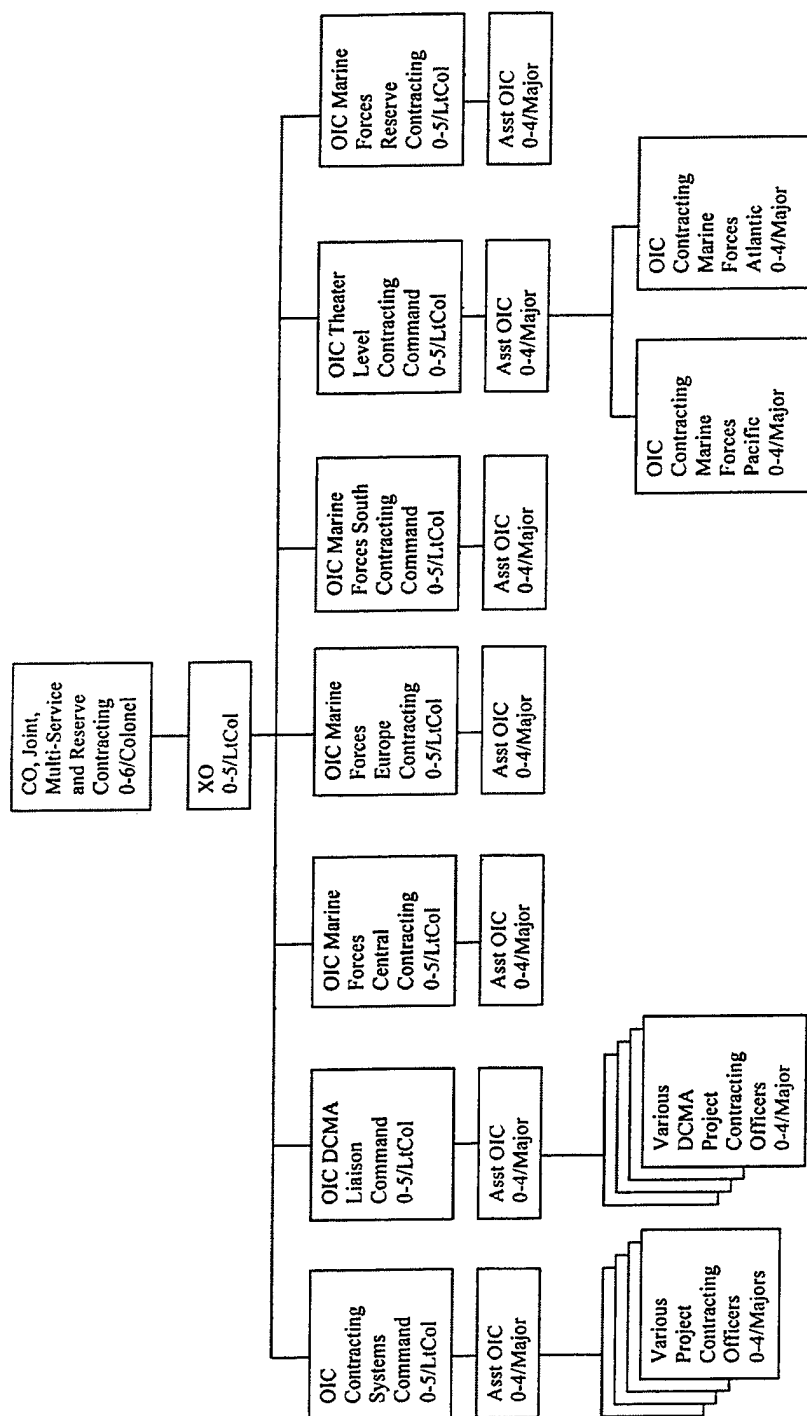 CO, Joint,
Multi-Service
and Reserve
Contracting
0-6/Colonel
XO
0-5/LtCol
OIC
Contracting
Systems
Command
0-5/LtCol
OIC DCMA
Liaison
Command
0-5/LtCol
OIC Marine
Forces
Central
Contracting
0-5/LtCol
OIC Marine
Forces
Europe
Contracting
0-5/LtCol
OIC Marine
Forces South
Contracting
Command
0-5/LtCol
OIC Theater
Level
Contracting
Command
0-5/LtCol
OIC Marine
Forces
Reserve
Contracting
0-5/LtCol
Asst OIC
0-4/Major
Asst OIC
0-4/Major
Asst OIC
0-4/Major
Asst OIC
0-4/Major
Asst OIC
0-4/Major
Asst OIC
0-4/Major
Asst OIC
0-4/Major
Various
Project
Contracting
Officers
0-4/Majors
Various
DCMA
Project
Contracting
Officers
0-4/Major
OIC
Contracting
Marine
Forces
Pacific
0-4/Major
OIC
Contracting
Marine
Forces
Atlantic
0-4/Major